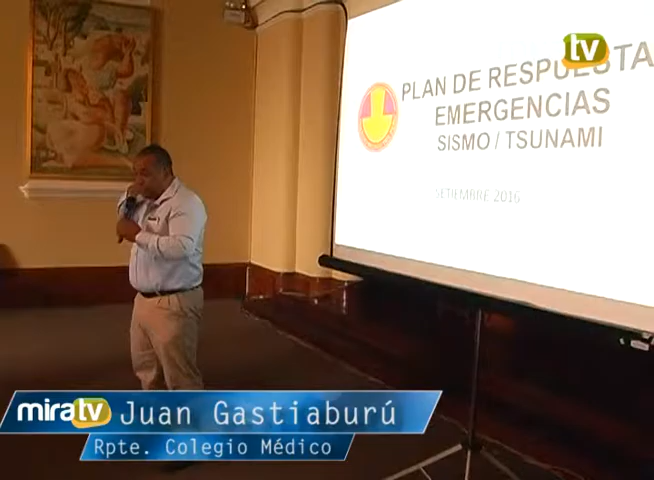 tv
PLAN DE RESPUESTA
EMERGENCIAS
SISMO / TSUNAMI
SETIEMBRE 2016
miratv
Juan Gastiaburú
Rpte. Colegio Médico